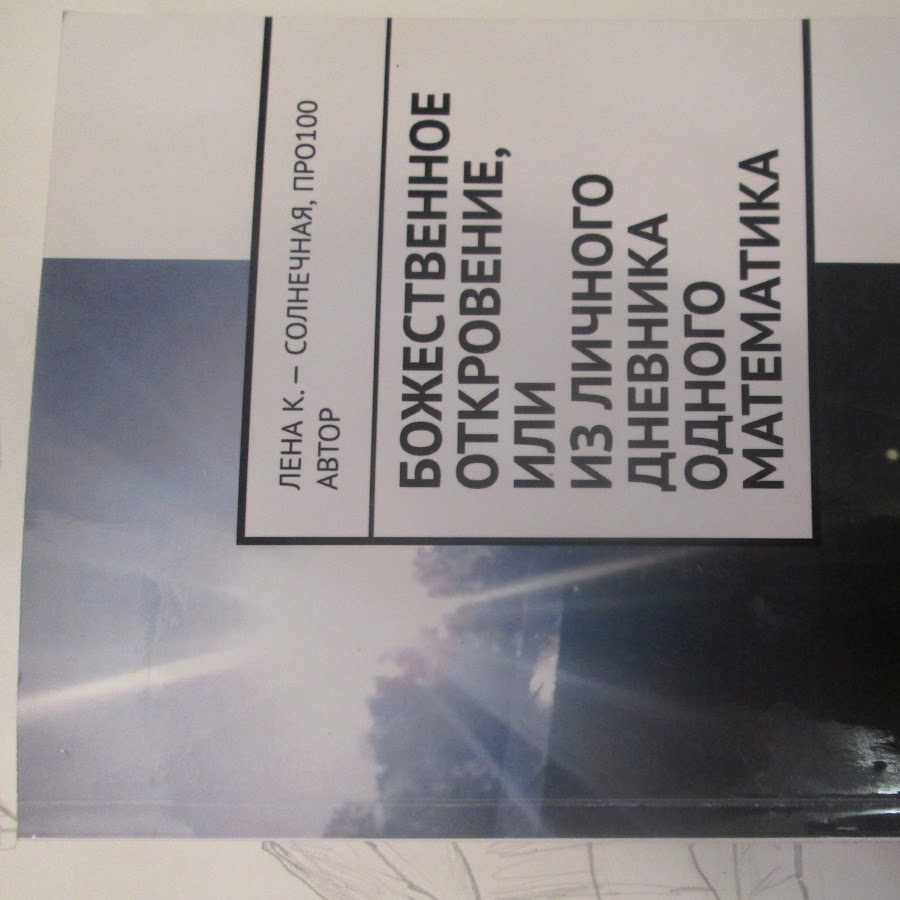 ЛЕНА К. – СОЛНЕЧНАЯ, ПРО100
АВТОР
БОЖЕСТВЕННОЕ
ОТКРОВЕНИЕ,
ИЛИ
ИЗ ЛИЧНОГО
ДНЕВНИКА
ОДНОГО
МАТЕМАТИКА